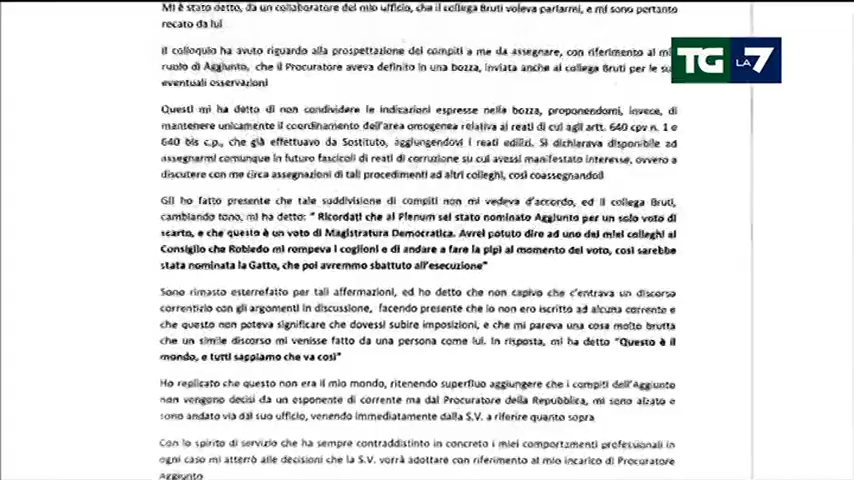 Mi è stato detto, da un collaboratore del mio ufficio, che il collega Bruti voleva parlarmi, e mi sono pertanto
recato da lui
Il colloquio ha avuto riguardo alla prospettazione dei compiti a me da assegnare, con riferimento al mi
ruolo di Aggiunto, che il Procuratore aveva definito in una bozza, inviata anche al collega Bruti per le su
eventuali osservazioni
TG LA 7
Questi mi ha detto di non condividere le indicazioni espresse nella bozza, proponendomi, invece, di
mantenere unicamente il coordinamento dell'area omogenea relativa ai reati di cui agli artt. 640 cpv n. 1 e
640 bis c.p., che già effettuavo da Sostituto, aggiungendovi i reati edilizi. Si dichiarava disponibile ad
assegnarmi comunque in futuro fascicoli di reati di corruzione su cui avessi manifestato interesse, ovvero a
discutere con me circa assegnazioni di tali procedimenti ad altri colleghi, così coassegnandoli
Gli ho fatto presente che tale suddivisione di compiti non mi vedeva d'accordo, ed il collega Bruti,
cambiando tono, mi ha detto: " Ricordati che al Plenum sei stato nominato Aggiunto per un solo voto di
scarto, e che questo è un voto di Magistratura Democratica. Avrei potuto dire ad uno dei miei colleghi al
Consiglio che Robledo mi rompeva i coglioni e di andare a fare la pipì al momento del voto, così sarebbe
stata nominata la Gatto, che poi avremmo sbattuto all'esecuzione"
Sono rimasto esterrefatto per tali affermazioni, ed ho detto che non capivo che c'entrava un discorso
correntizio con gli argomenti in discussione, facendo presente che io non ero iscritto ad alcuna corrente e
che questo non poteva significare che dovessi subire imposizioni, e che mi pareva una cosa molto brutta
che un simile discorso mi venisse fatto da una persona come lui. In risposta, mi ha detto "Questo è il
mondo, e tutti sappiamo che va così"
Ho replicato che questo non era il mio mondo, ritenendo superfluo aggiungere che i compiti dell'Aggiunto
non vengono decisi da un esponente di corrente ma dal Procuratore della Repubblica, mi sono alzato e
sono andato via dal suo ufficio, venendo immediatamente dalla S.V. a riferire quanto sopra
Con lo spirito di servizio che ha sempre contraddistinto in concreto i miei comportamenti professionali in
ogni caso mi atterrò alle decisioni che la S.V. vorrà adottare con riferimento al mio incarico di Procuratore
Aggiunto